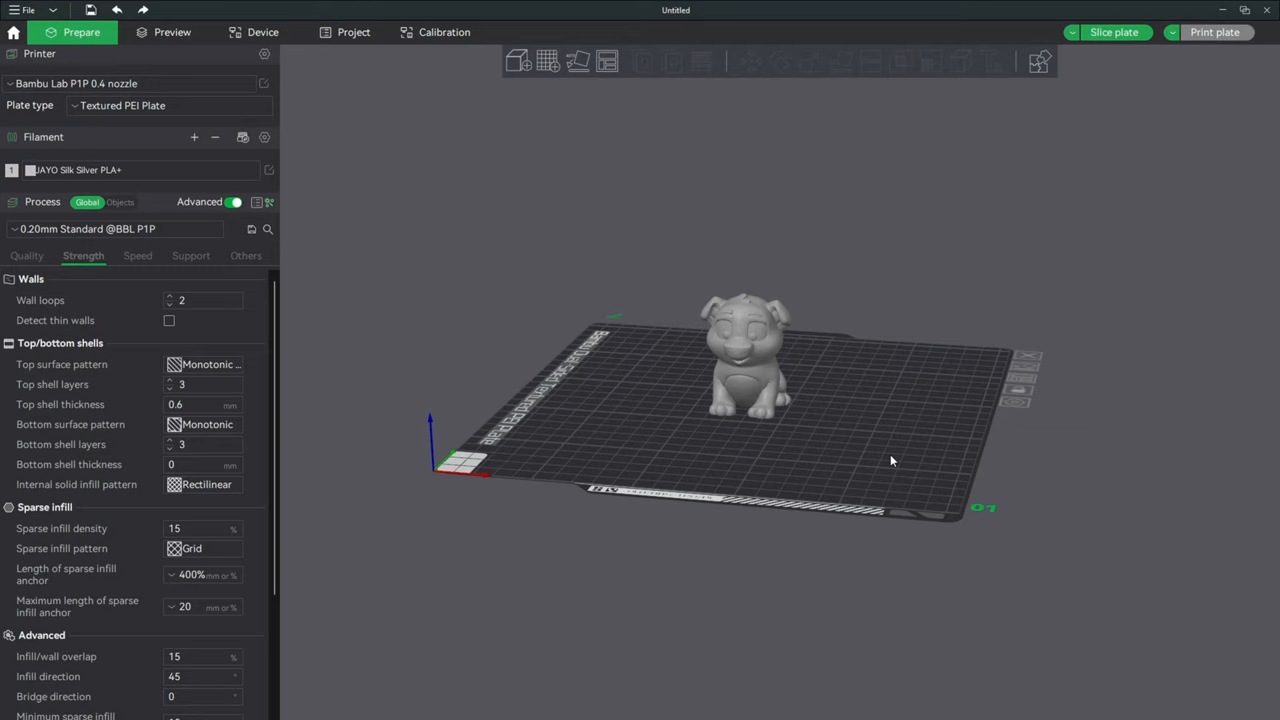 File
Untitled
Prepare
Preview
Device
Project
Calibration
Slice plate
Print plate
Printer
Bambu Lab P1P 0.4 nozzle
Plate type
Textured PEI Plate
Filament
1
JAYO Silk Silver PLA+
Process
Global
Objects
Advanced
0.20mm Standard @BBL P1P
Quality
Strength
Speed
Support
Others
Walls
Wall loops 2
Detect thin walls
Top/bottom shells
Top surface pattern Monotonic ...
Top shell layers 3
Top shell thickness 0.6 mm
Bottom surface pattern Monotonic
Bottom shell layers 3
Bottom shell thickness 0 mm
Internal solid infill pattern Rectilinear
Sparse infill
Sparse infill density 15 %
Sparse infill pattern Grid
Length of sparse infill
anchor
400% mm or %
Maximum length of sparse
infill anchor
20 mm or %
Advanced
Infill/wall overlap 15 %
Infill direction 45 °
Bridge direction 0 °
Minimum sparse infill
01